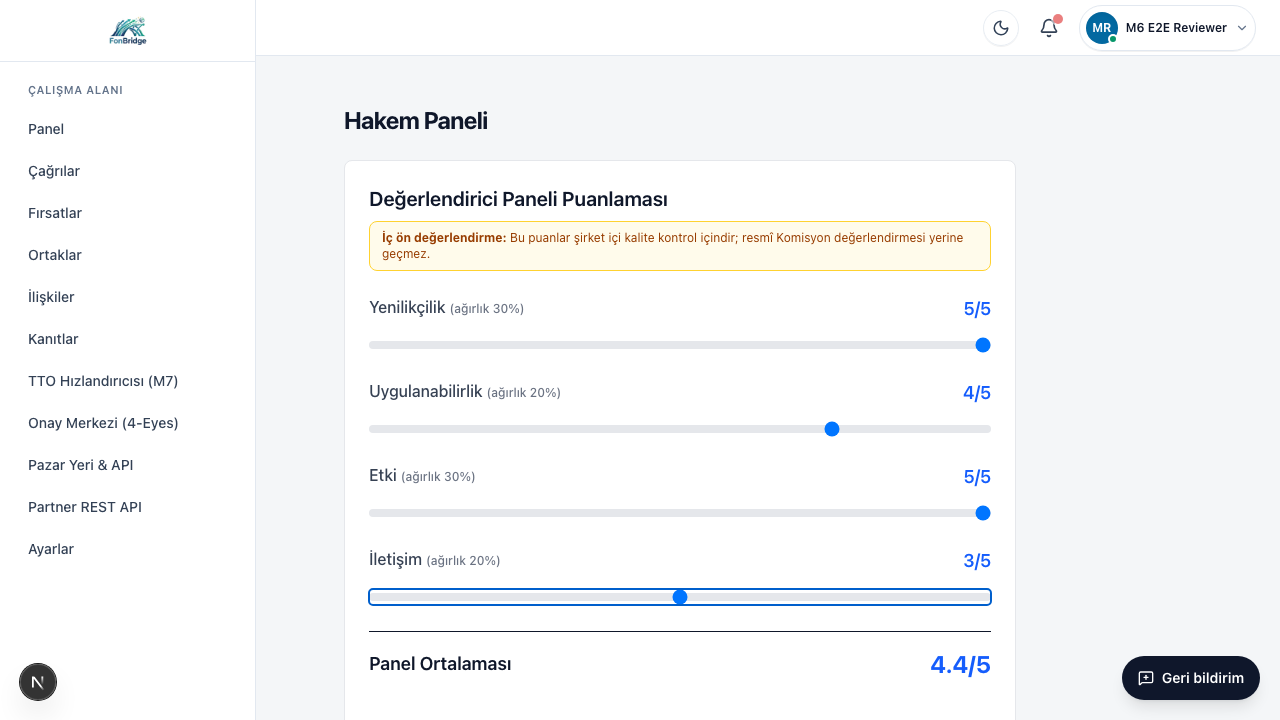 FonBridge
MR
M6 E2E Reviewer
ÇALIŞMA ALANI
Panel
Çağrılar
Fırsatlar
Ortaklar
İlişkiler
Kanıtlar
TTO Hızlandırıcısı (M7)
Onay Merkezi (4-Eyes)
Pazar Yeri & API
Partner REST API
Ayarlar
N
Hakem Paneli
Değerlendirici Paneli Puanlaması
İç ön değerlendirme: Bu puanlar şirket içi kalite kontrol içindir; resmî Komisyon değerlendirmesi yerine
geçmez.
Yenilikçilik (ağırlık 30%) 5/5
Uygulanabilirlik (ağırlık 20%) 4/5
Etki (ağırlık 30%) 5/5
İletişim (ağırlık 20%) 3/5
Panel Ortalaması 4.4/5
Geri bildirim